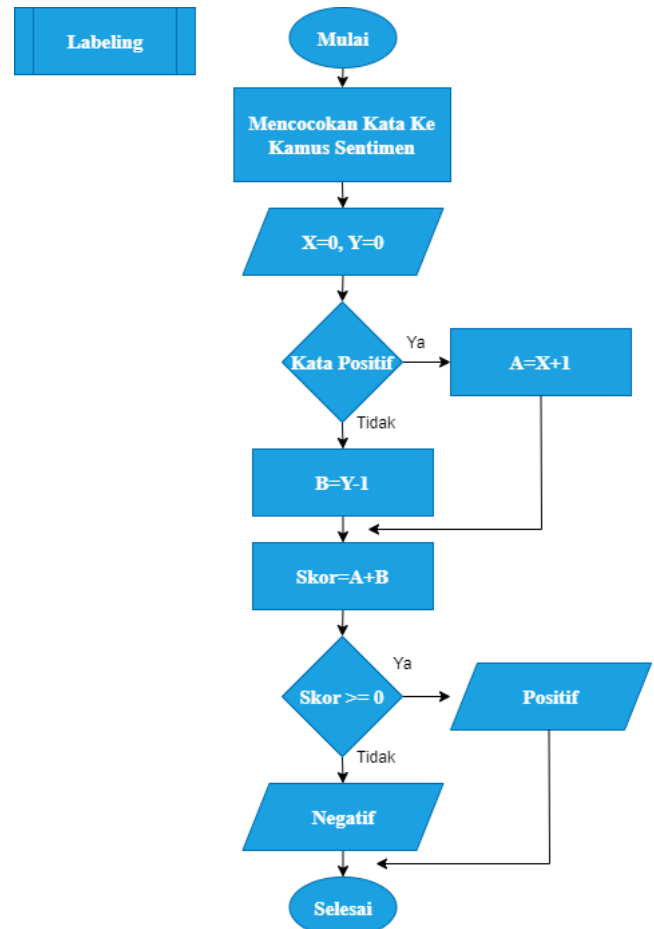 Labeling
Mulai
Mencocokan Kata Ke
Kamus Sentimen
X=0, Y=0
Kata Positif
Ya
A=X+1
Tidak
B=Y-1
Skor=A+B
Skor >= 0
Ya
Positif
Tidak
Negatif
Selesai